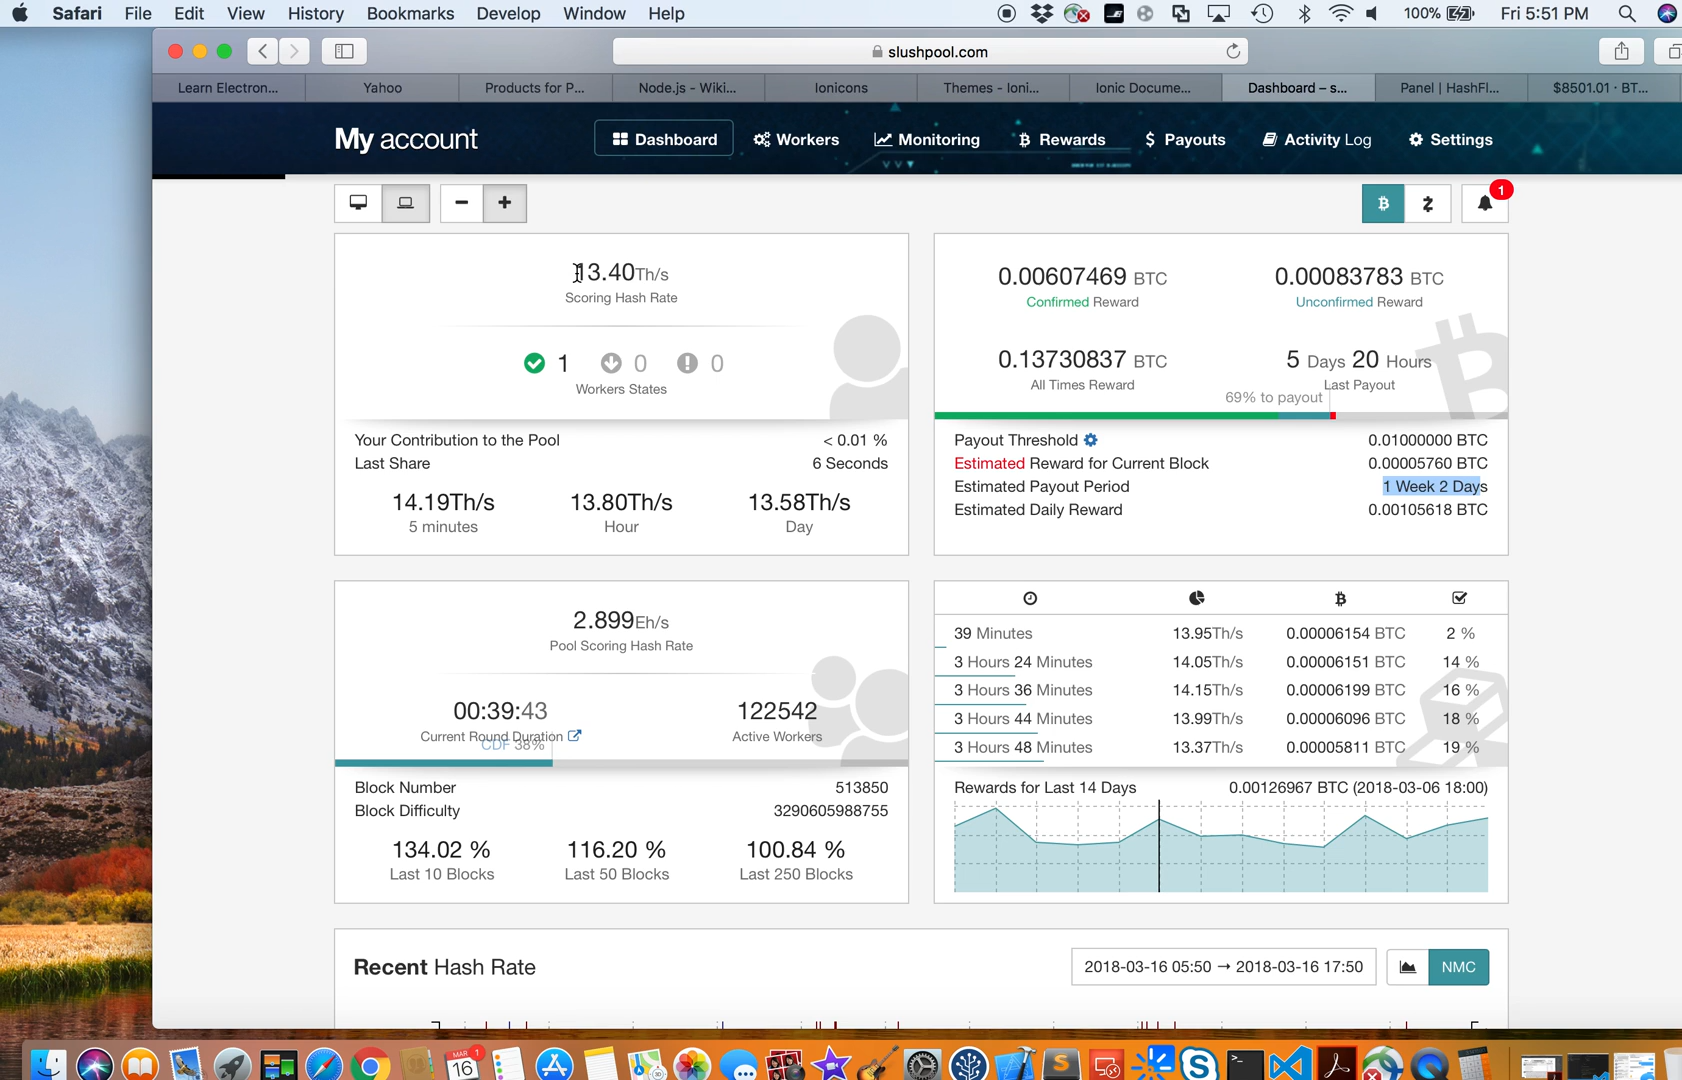 Safari File Edit View History Bookmarks Develop Window Help 100% Fri 5:51 PM
slushpool.com
Learn Electron... Yahoo Products for P... Node.js - Wiki... Ionicons Themes - Ioni... Ionic Docume... Dashboard – s... Panel | HashFl... $8501.01 · BT...
My account Dashboard Workers Monitoring Rewards $ Payouts Activity Log Settings
1
13.40Th/s
Scoring Hash Rate
1 0 0
Workers States
Your Contribution to the Pool < 0.01 %
Last Share 6 Seconds
14.19Th/s 13.80Th/s 13.58Th/s
5 minutes Hour Day
0.00607469 BTC 0.00083783 BTC
Confirmed Reward Unconfirmed Reward
0.13730837 BTC 5 Days 20 Hours
All Times Reward Last Payout
69% to payout
Payout Threshold 0.01000000 BTC
Estimated Reward for Current Block 0.00005760 BTC
Estimated Payout Period 1 Week 2 Days
Estimated Daily Reward 0.00105618 BTC
2.899Eh/s
Pool Scoring Hash Rate
00:39:43 122542
Current Round Duration Active Workers
CDF 38%
Block Number 513850
Block Difficulty 3290605988755
134.02 % 116.20 % 100.84 %
Last 10 Blocks Last 50 Blocks Last 250 Blocks
39 Minutes 13.95Th/s 0.00006154 BTC 2 %
3 Hours 24 Minutes 14.05Th/s 0.00006151 BTC 14 %
3 Hours 36 Minutes 14.15Th/s 0.00006199 BTC 16 %
3 Hours 44 Minutes 13.99Th/s 0.00006096 BTC 18 %
3 Hours 48 Minutes 13.37Th/s 0.00005811 BTC 19 %
Rewards for Last 14 Days 0.00126967 BTC (2018-03-06 18:00)
Recent Hash Rate 2018-03-16 05:50 → 2018-03-16 17:50 NMC
MAR 1
16